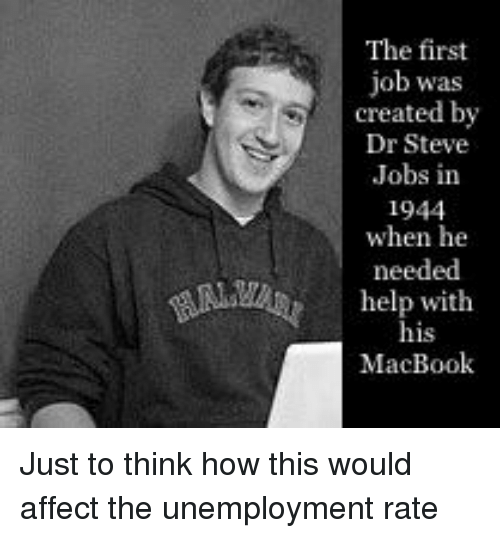 The first
job was
created by
Dr Steve
Jobs in
1944
when he
needed
help with
his
MacBook
HALVARD
Just to think how this would
affect the unemployment rate